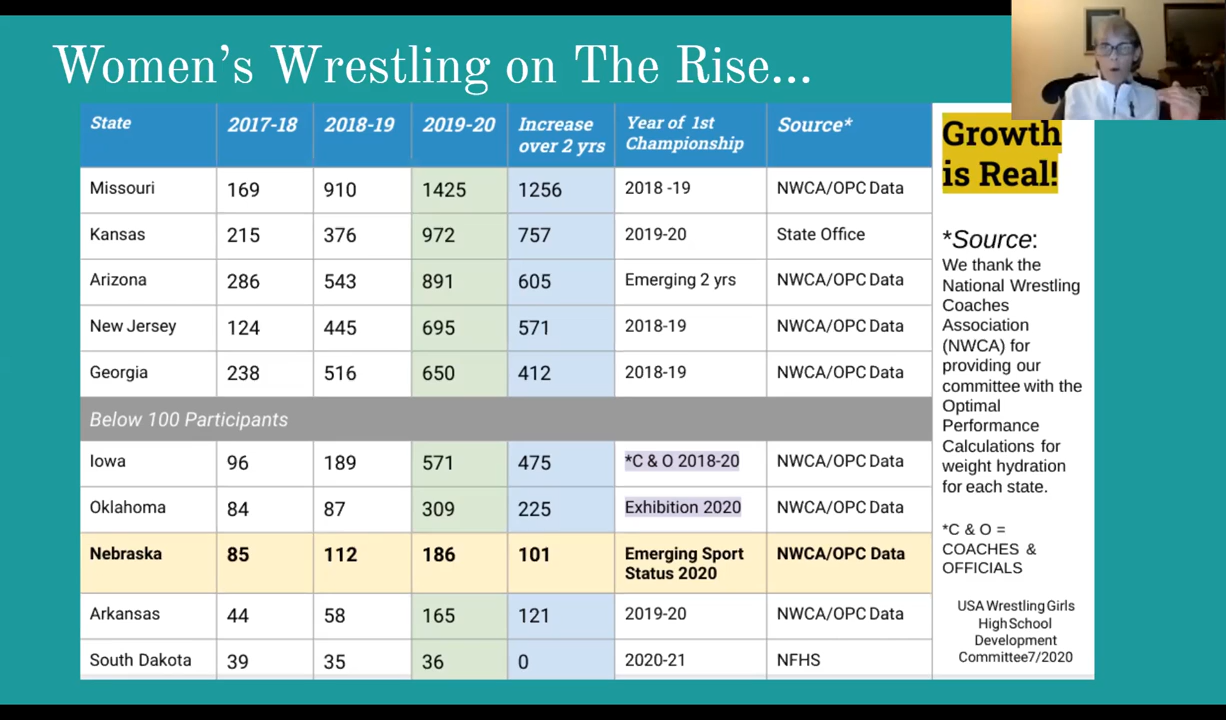 Women's Wrestling on The Rise...
State 2017-18 2018-19 2019-20 Increase over 2 yrs Year of 1st Championship Source*
Missouri 169 910 1425 1256 2018 -19 NWCA/OPC Data
Kansas 215 376 972 757 2019-20 State Office
Arizona 286 543 891 605 Emerging 2 yrs NWCA/OPC Data
New Jersey 124 445 695 571 2018-19 NWCA/OPC Data
Georgia 238 516 650 412 2018-19 NWCA/OPC Data
Below 100 Participants
Iowa 96 189 571 475 *C & O 2018-20 NWCA/OPC Data
Oklahoma 84 87 309 225 Exhibition 2020 NWCA/OPC Data
Nebraska 85 112 186 101 Emerging Sport Status 2020 NWCA/OPC Data
Arkansas 44 58 165 121 2019-20 NWCA/OPC Data
South Dakota 39 35 36 0 2020-21 NFHS
Growth
is Real!
*Source:
We thank the
National Wrestling
Coaches
Association
(NWCA) for
providing our
committee with the
Optimal
Performance
Calculations for
weight hydration
for each state.
*C & O =
COACHES &
OFFICIALS
USA Wrestling Girls
High School
Development
Committee7/2020